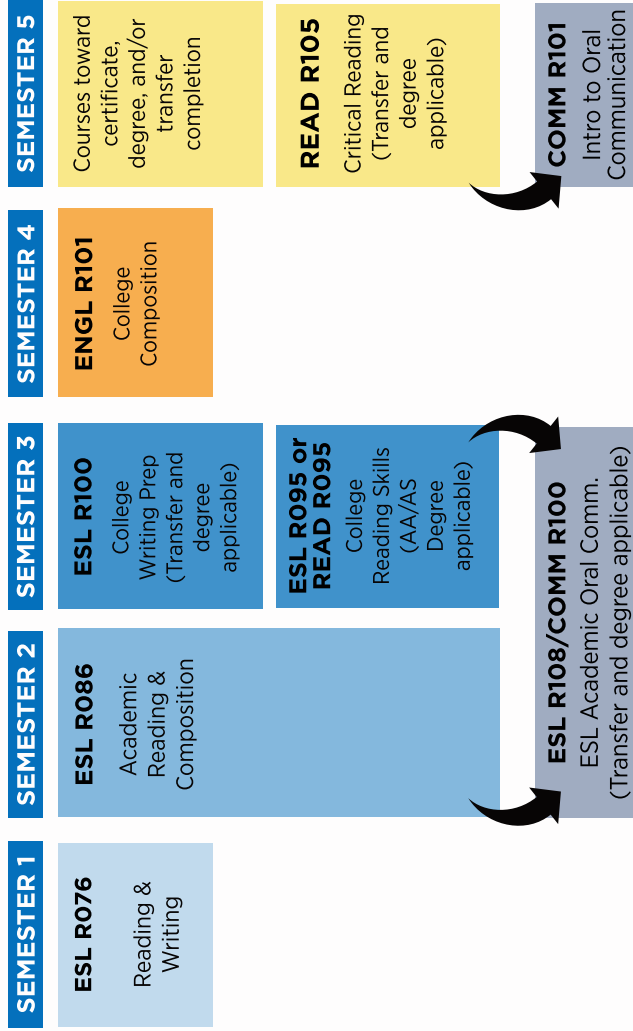 SEMESTER 1
ESL R076
Reading &
Writing
SEMESTER 2
ESL R086
Academic
Reading &
Composition
SEMESTER 3
ESL R100
College
Writing Prep
(Transfer and
degree
applicable)
ESL R095 or
READ R095
College
Reading Skills
(AA/AS
Degree
applicable)
ESL R108/COMM R100
ESL Academic Oral Comm.
(Transfer and degree applicable)
SEMESTER 4
ENGL R101
College
Composition
SEMESTER 5
Courses toward
certificate,
degree, and/or
transfer
completion
READ R105
Critical Reading
(Transfer and
degree
applicable)
COMM R101
Intro to Oral
Communication